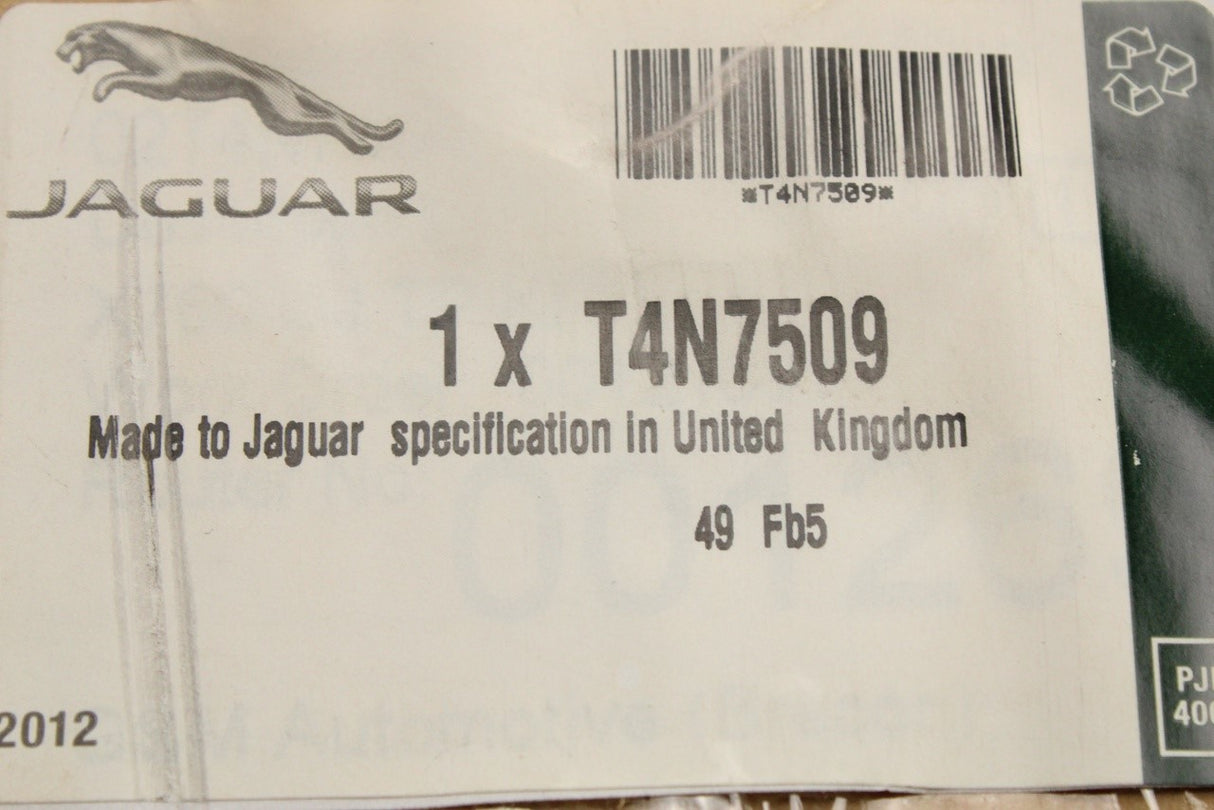 JAGUAR
*T4N7509*
1 x T4N7509
Made to Jaguar specification in United Kingdom
49 Fb5
2012